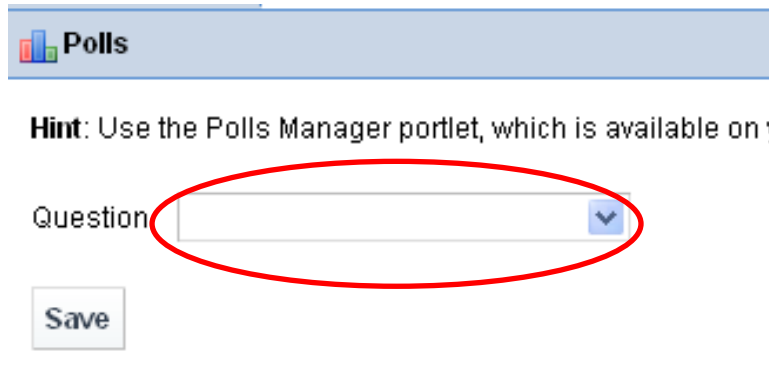 Polls
Hint: Use the Polls Manager portlet, which is available on
Question
Save